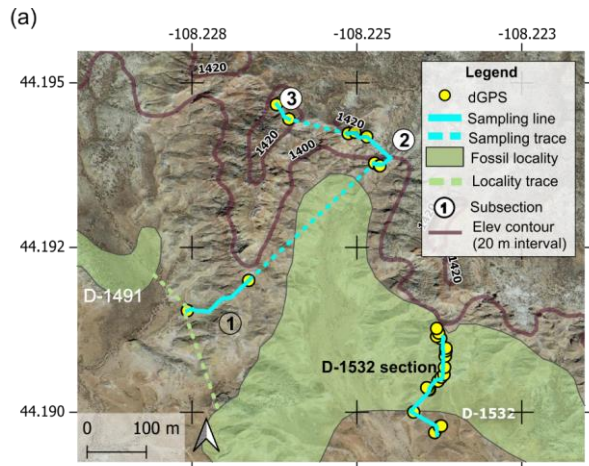 (a)
-108.228 -108.225 -108.223
44.195
44.192
44.190
1420
1420
1420
1400
1420
1420
3
2
1
D-1491
D-1532 section
D-1532
0 100 m
Legend
dGPS
Sampling line
Sampling trace
Fossil locality
Locality trace
1 Subsection
Elev contour
(20 m interval)